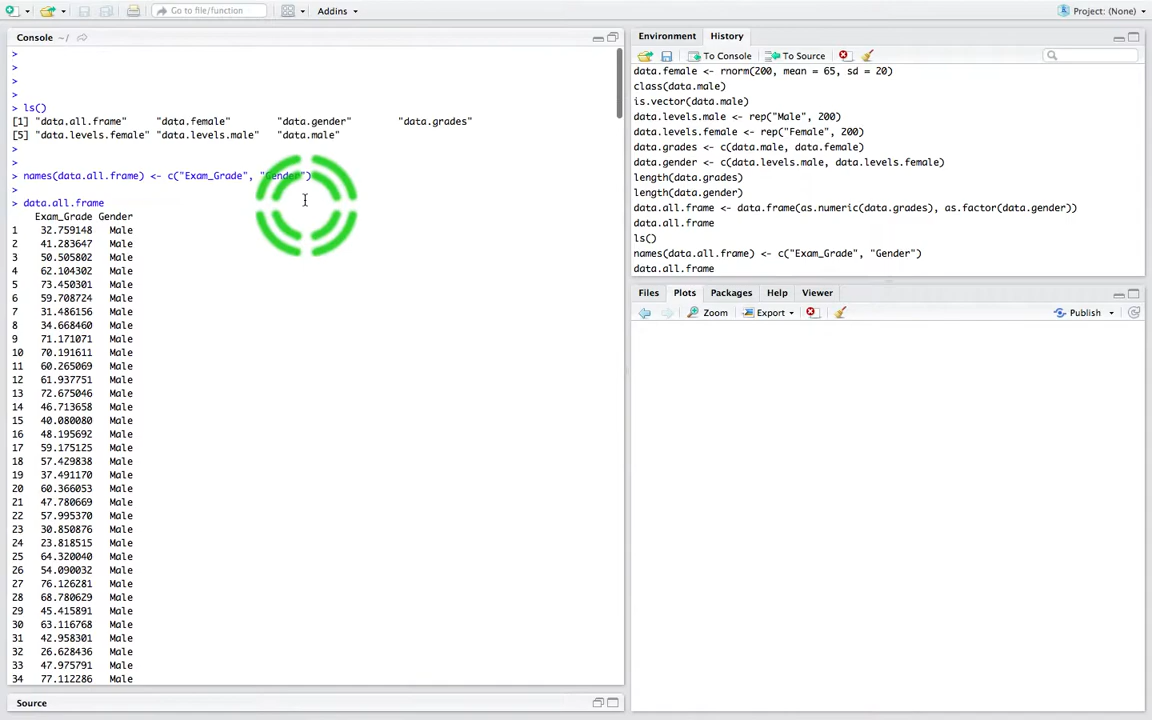 Go to file/function
Addins
Project: (None)
Console ~/
>
>
>
>
> ls()
[1] "data.all.frame" "data.gender" "data.female" "data.grades"
[5] "data.levels.female" "data.levels.male" "data.male"
>
>
> names(data.all.frame) <- c("Exam_Grade", "Gender")
>
> data.all.frame
Exam_Grade Gender
1 32.759148 Male
2 41.283647 Male
3 50.505802 Male
4 62.104302 Male
5 73.450301 Male
6 59.708724 Male
7 31.486156 Male
8 34.668460 Male
9 71.171071 Male
10 70.191611 Male
11 60.265069 Male
12 61.937751 Male
13 72.675046 Male
14 46.713658 Male
15 40.080080 Male
16 48.195692 Male
17 59.175125 Male
18 57.429838 Male
19 37.491170 Male
20 60.366053 Male
21 47.780669 Male
22 57.995370 Male
23 30.850876 Male
24 23.818515 Male
25 64.320040 Male
26 54.090032 Male
27 76.126281 Male
28 68.780629 Male
29 45.415891 Male
30 63.116768 Male
31 42.958301 Male
32 26.628436 Male
33 47.975791 Male
34 77.112286 Male
Source
Environment History
To Console To Source
data.female <- rnorm(200, mean = 65, sd = 20)
class(data.male)
is.vector(data.male)
data.levels.male <- rep("Male", 200)
data.levels.female <- rep("Female", 200)
data.grades <- c(data.male, data.female)
data.gender <- c(data.levels.male, data.levels.female)
length(data.grades)
length(data.gender)
data.all.frame <- data.frame(as.numeric(data.grades), as.factor(data.gender))
data.all.frame
ls()
names(data.all.frame) <- c("Exam_Grade", "Gender")
data.all.frame
Files Plots Packages Help Viewer
Zoom Export Publish